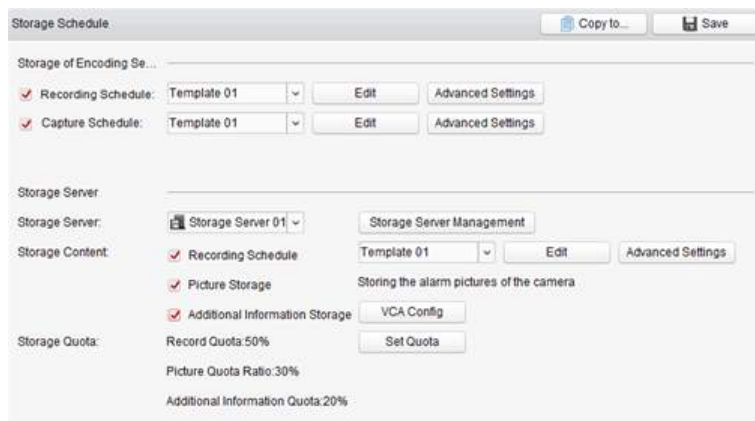 Storage Schedule Copy to... Save
Storage of Encoding Se...
Recording Schedule: Template 01 Edit Advanced Settings
Capture Schedule: Template 01 Edit Advanced Settings
Storage Server
Storage Server: Storage Server 01 Storage Server Management
Storage Content: Recording Schedule Template 01 Edit Advanced Settings
Picture Storage Storing the alarm pictures of the camera
Additional Information Storage VCA Config
Storage Quota: Record Quota:50% Set Quota
Picture Quota Ratio:30%
Additional Information Quota:20%